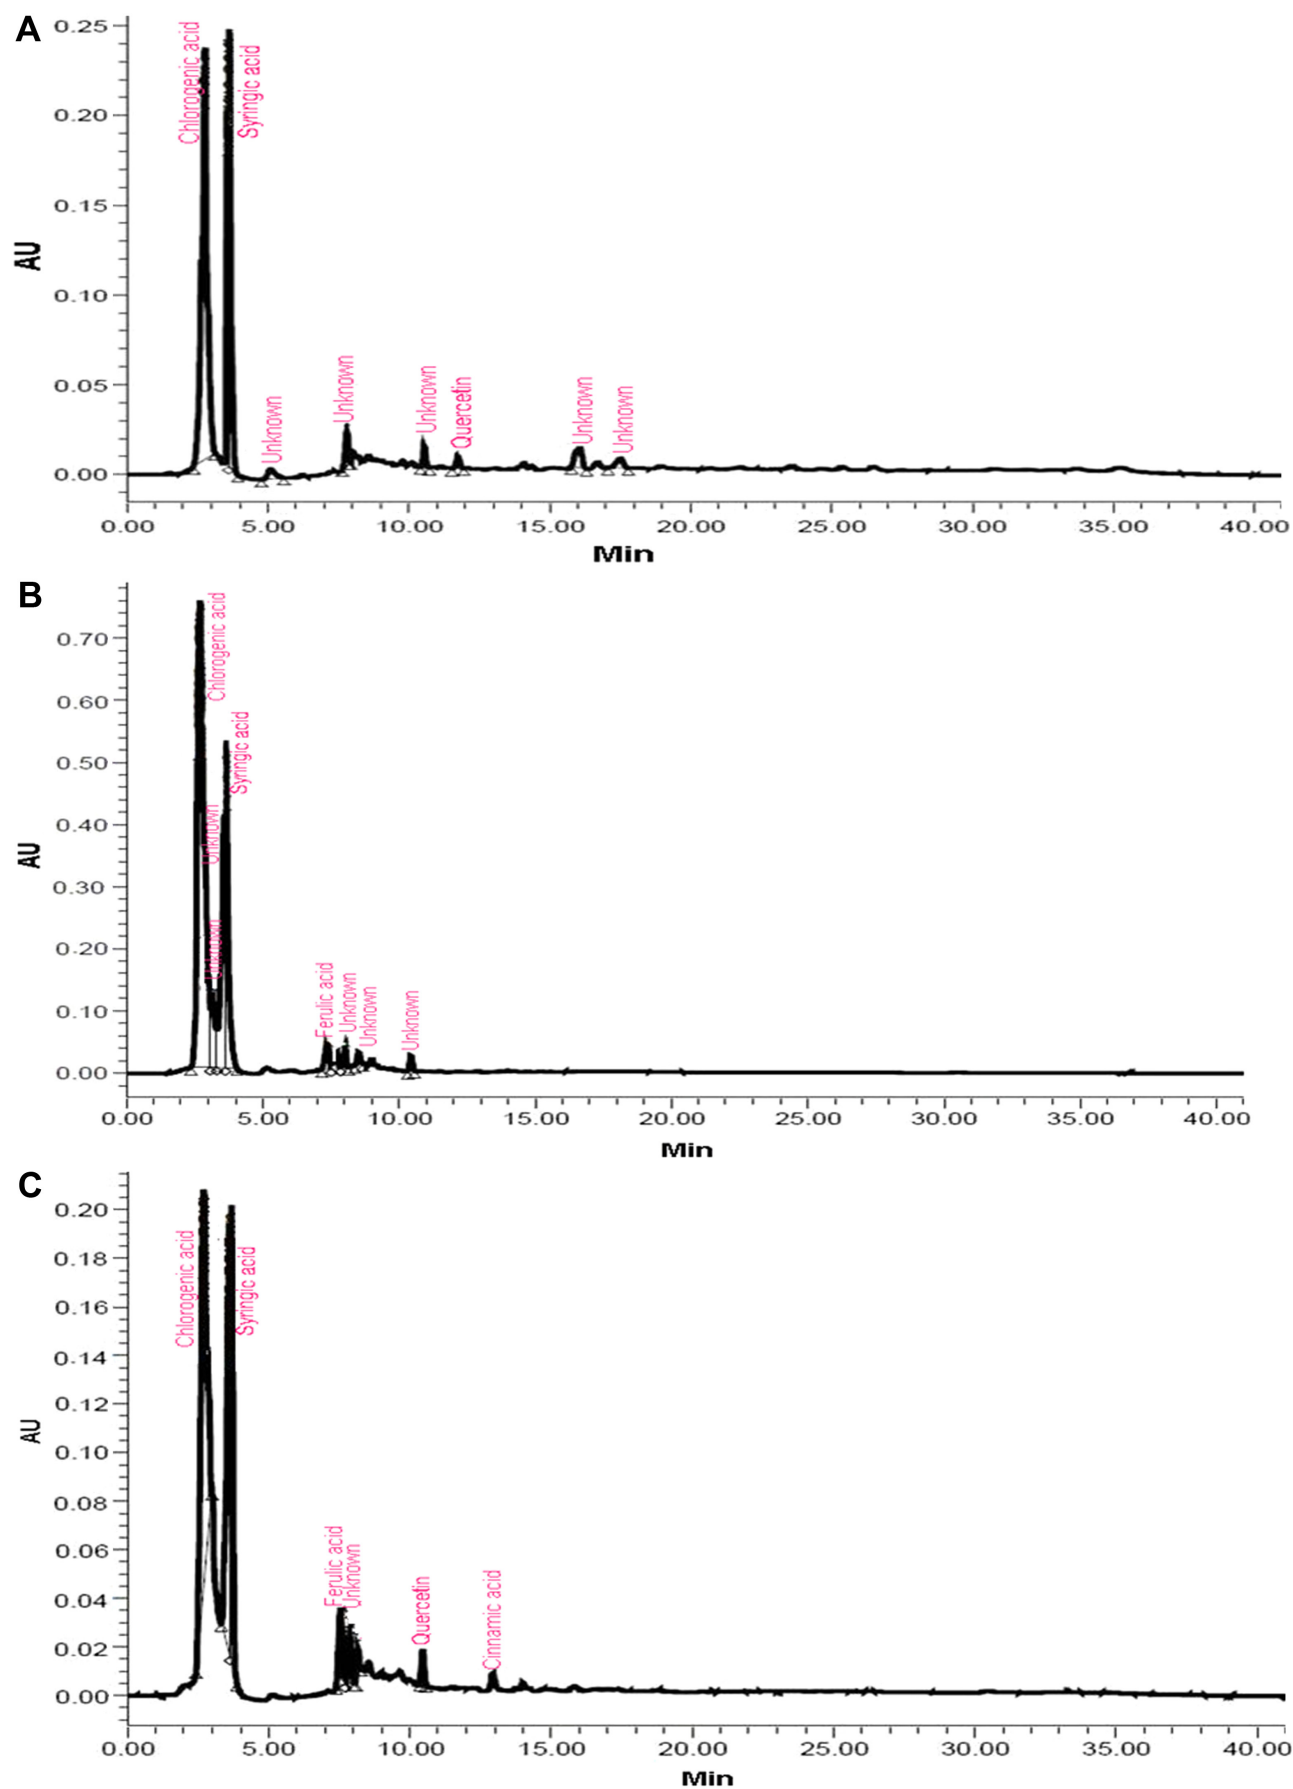 A
0.25
0.20
0.15
0.10
0.05
0.00
AU
Chlorogenic acid
Syringic acid
Unknown
Unknown
Unknown
Quercetin
Unknown
Unknown
0.00 5.00 10.00 15.00 20.00 25.00 30.00 35.00 40.00
Min
B
0.70
0.60
0.50
0.40
0.30
0.20
0.10
0.00
AU
Chlorogenic acid
Syringic acid
Unknown
Unknown
Ferulic acid
Unknown
Unknown
Unknown
0.00 5.00 10.00 15.00 20.00 25.00 30.00 35.00 40.00
Min
C
0.20
0.18
0.16
0.14
0.12
0.10
0.08
0.06
0.04
0.02
0.00
AU
Chlorogenic acid
Syringic acid
Ferulic acid
Unknown
Quercetin
Cinnamic acid
0.00 5.00 10.00 15.00 20.00 25.00 30.00 35.00 40.00
Min